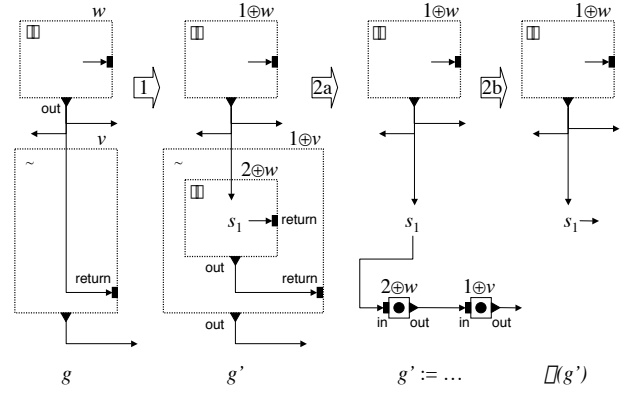 w 1⊕w 1⊕w 1⊕w
1 2a 2b
out
v 1⊕v
~ ~
2⊕w
s₁ return s₁ s₁
out
return return
2⊕w 1⊕v
in out in out
out
g g' g' := … (g')